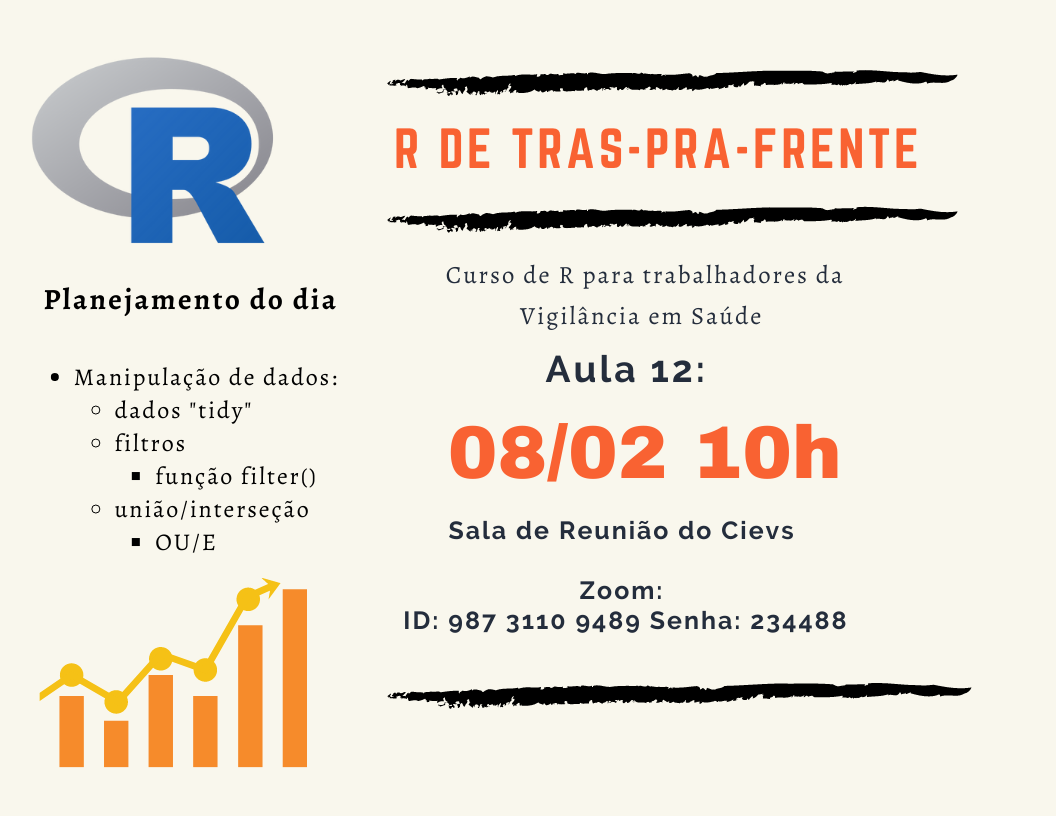 R
R DE TRAS-PRA-FRENTE
Planejamento do dia
Manipulação de dados:
dados "tidy"
filtros
função filter()
união/interseção
OU/E
Curso de R para trabalhadores da
Vigilância em Saúde
Aula 12:
08/02 10h
Sala de Reunião do Cievs
Zoom:
ID: 987 3110 9489 Senha: 234488